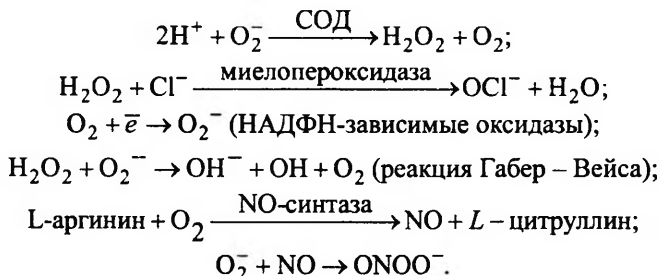 2H⁺ + O₂⁻ —СОД→ H₂O₂ + O₂;
H₂O₂ + Cl⁻ —миелопероксидаза→ OCl⁻ + H₂O;
O₂ + e̅ → O₂⁻ (НАДФН-зависимые оксидазы);
H₂O₂ + O₂⁻⁻ → OH⁻ + OH + O₂ (реакция Габер – Вейса);
L-аргинин + O₂ —NO-синтаза→ NO + L – цитруллин;
O₂⁻ + NO → ONOO⁻.